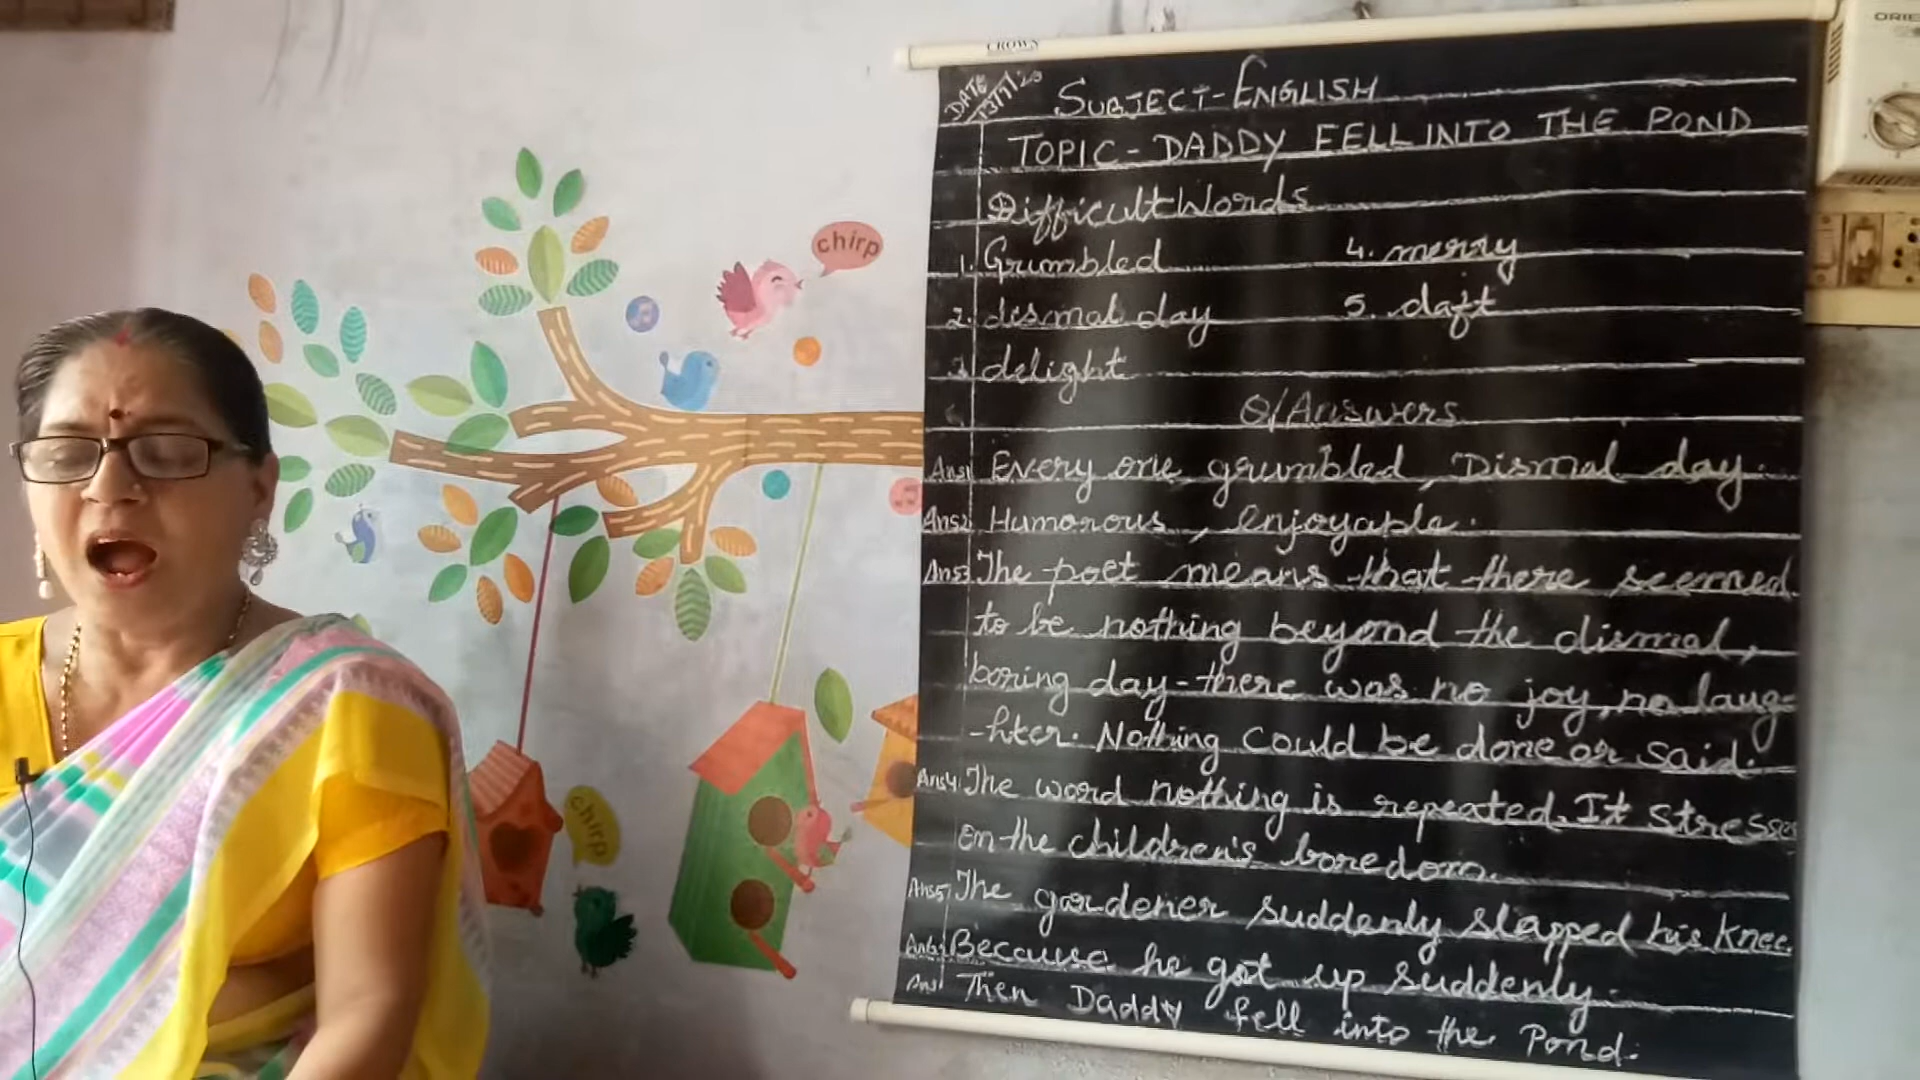 CROWN
ORIE
DATE
SUBJECT-ENGLISH
TOPIC-DADDY FELL INTO THE POND
Difficult Words
1. Grumbled 4. merry
2. dismal day 5. daft
3. delight
Q/Answers
Ans1 Every one grumbled, Dismal day.
Ans2 Humorous, enjoyable.
Ans3 The poet means that there seemed
to be nothing beyond the dismal,
boring day-there was no joy, no laug-
-hter. Nothing could be done or said.
Ans4 The word nothing is repeated. It stresses
on the children's boredom.
Ans5 The gardener suddenly slapped his knee.
Ans6 Because he got up suddenly.
Ans1 Then Daddy fell into the Pond.
chirp
chirp